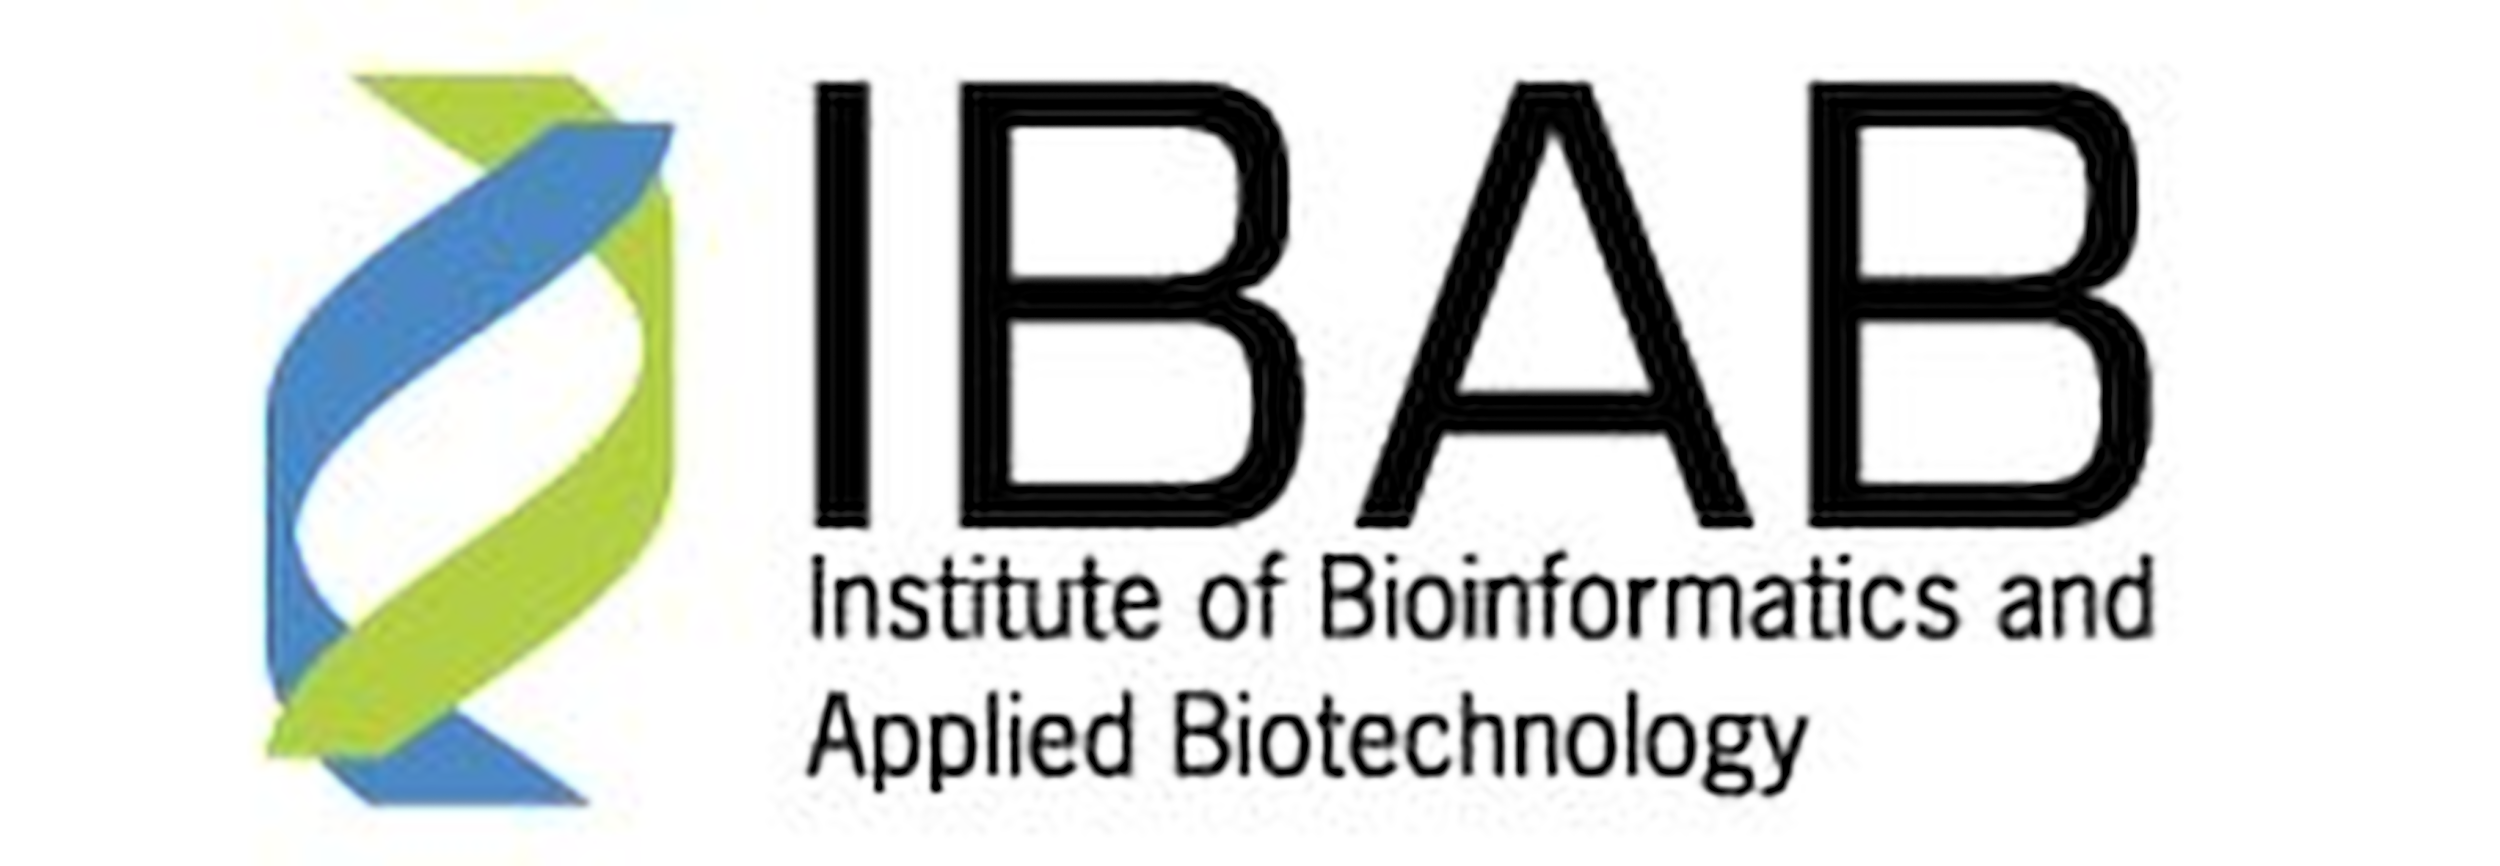 IBAB
Institute of Bioinformatics and
Applied Biotechnology